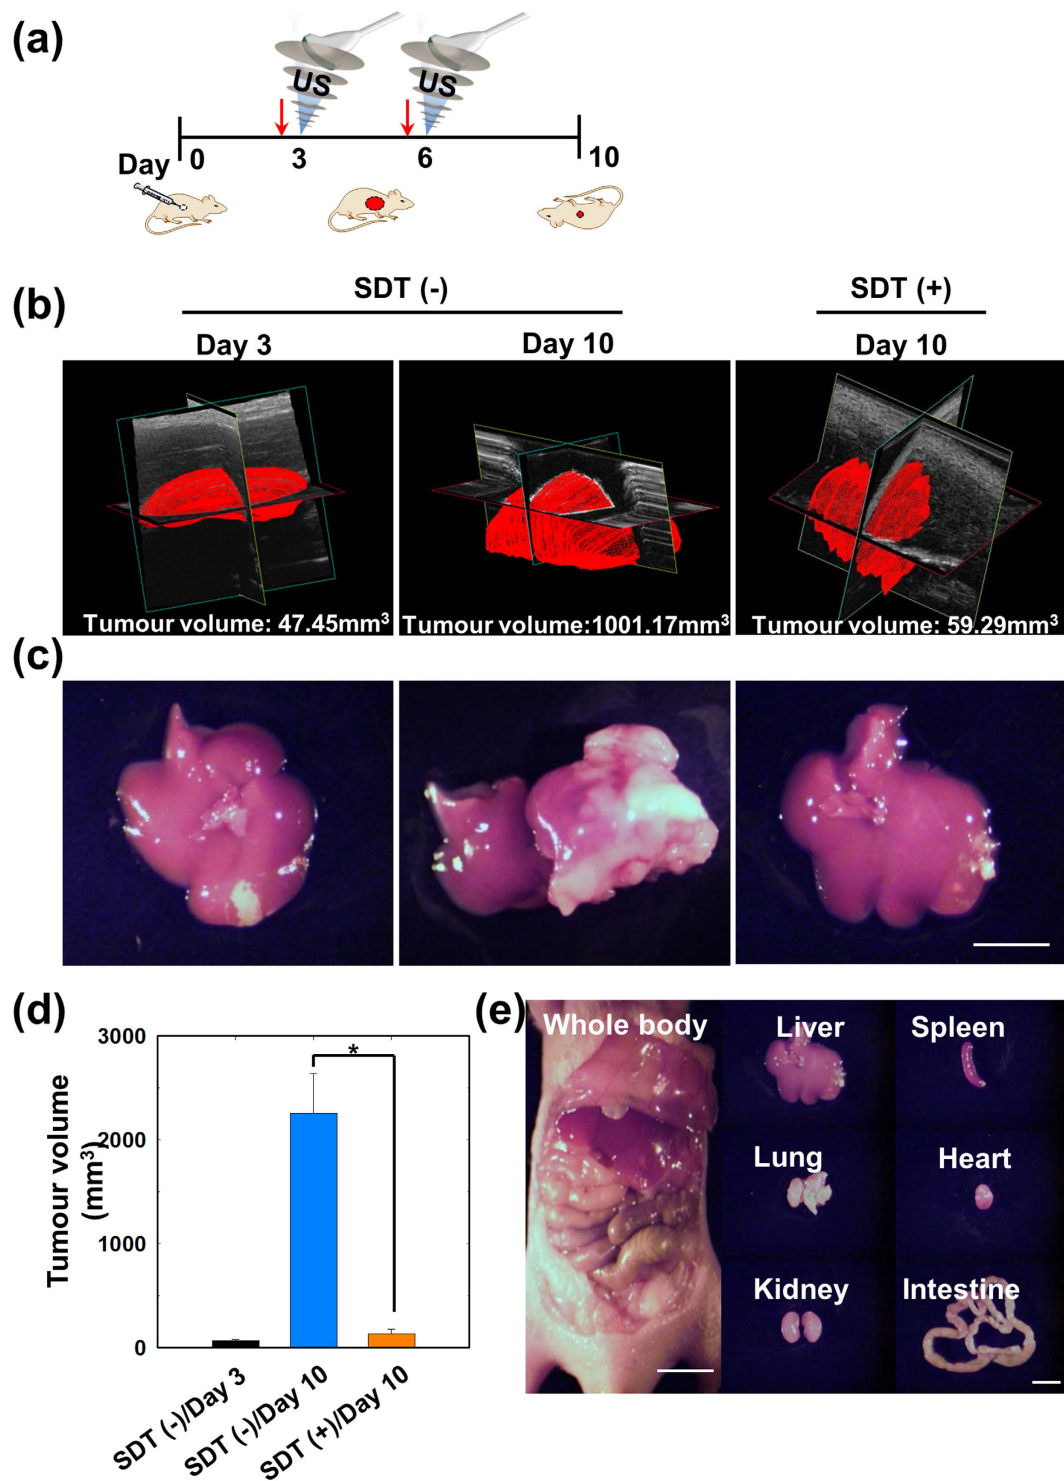 (a)
US US
Day 0 3 6 10
(b)
SDT (-) SDT (+)
Day 3 Day 10 Day 10
Tumour volume: 47.45mm³ Tumour volume:1001.17mm³ Tumour volume: 59.29mm³
(c)
(d)
Tumour volume
(mm³)
3000
2000
1000
0
*
SDT (-)/Day 3
SDT (-)/Day 10
SDT (+)/Day 10
(e)
Whole body Liver Spleen
Lung Heart
Kidney Intestine